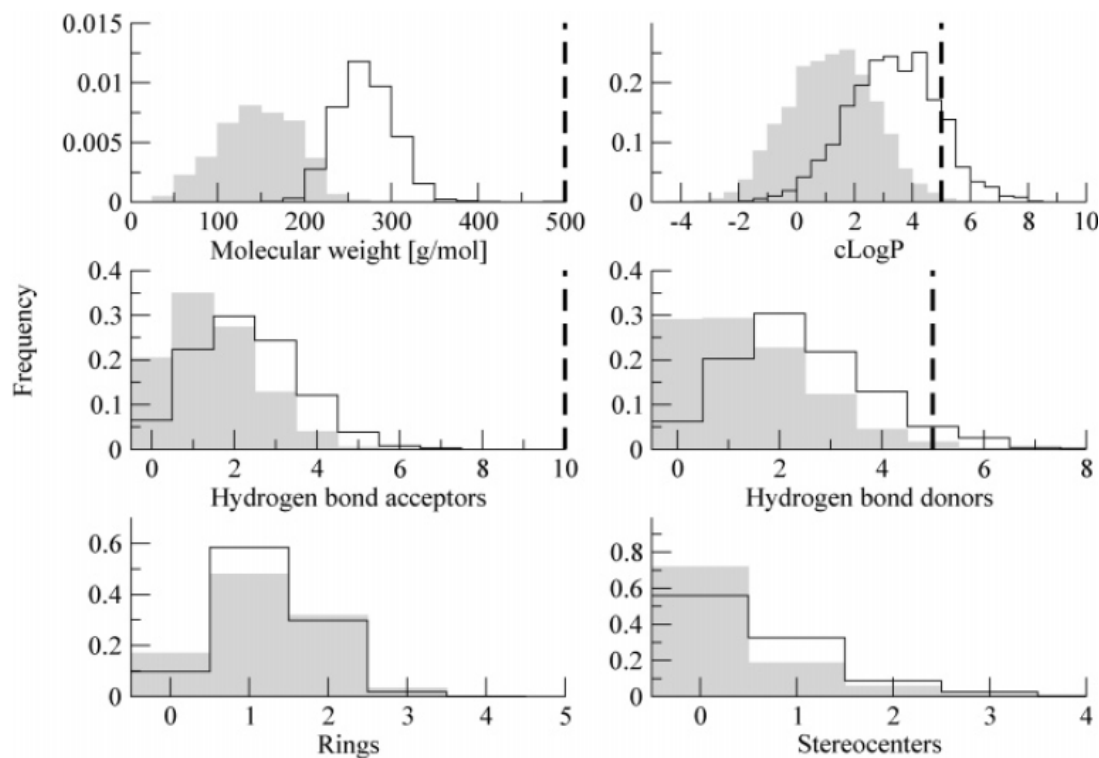 0.015
0.01
0.005
0
100 200 300 400 500
Molecular weight [g/mol]
0.2
0.1
0
-4 -2 0 2 4 6 8 10
cLogP
Frequency
0.4
0.3
0.2
0.1
0
0 2 4 6 8 10
Hydrogen bond acceptors
0.4
0.3
0.2
0.1
0
0 2 4 6 8
Hydrogen bond donors
0.6
0.4
0.2
0
0 1 2 3 4 5
Rings
0.8
0.6
0.4
0.2
0
0 1 2 3 4
Stereocenters